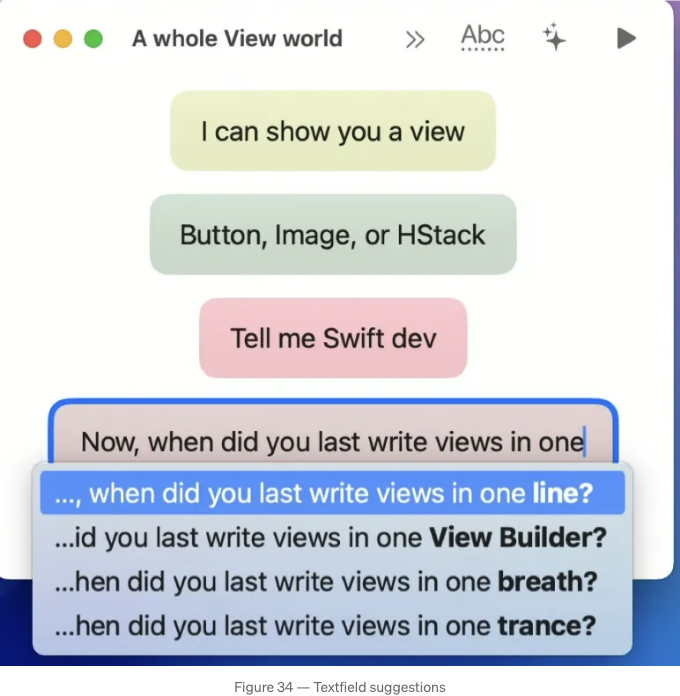 A whole View world
Abc
I can show you a view
Button, Image, or HStack
Tell me Swift dev
Now, when did you last write views in one
..., when did you last write views in one line?
...id you last write views in one View Builder?
...hen did you last write views in one breath?
...hen did you last write views in one trance?
Figure 34 — Textfield suggestions